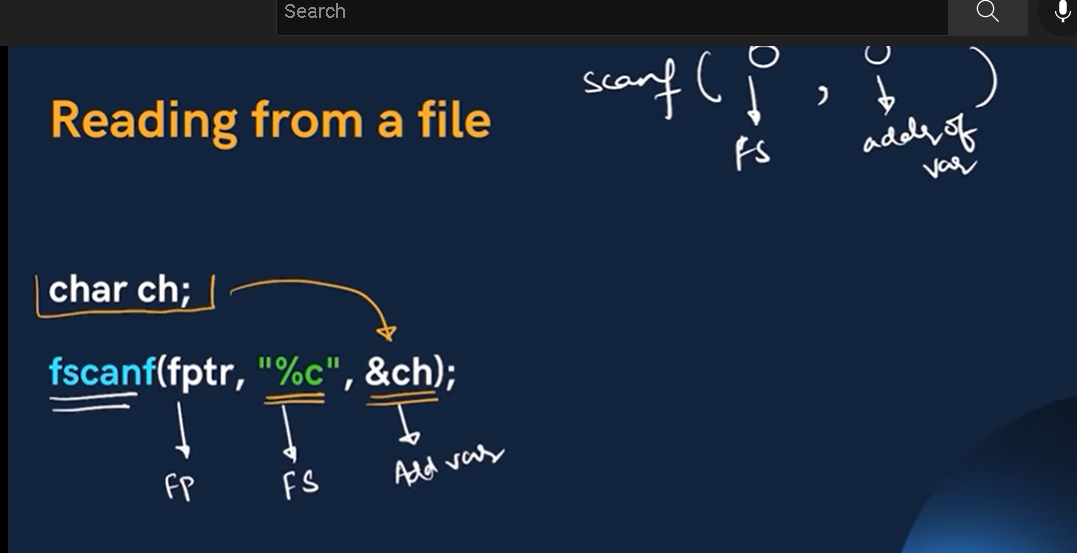 Search
scanf ( , )
FS addr of
var
Reading from a file
char ch;
fscanf(fptr, "%c", &ch);
FP FS Add var